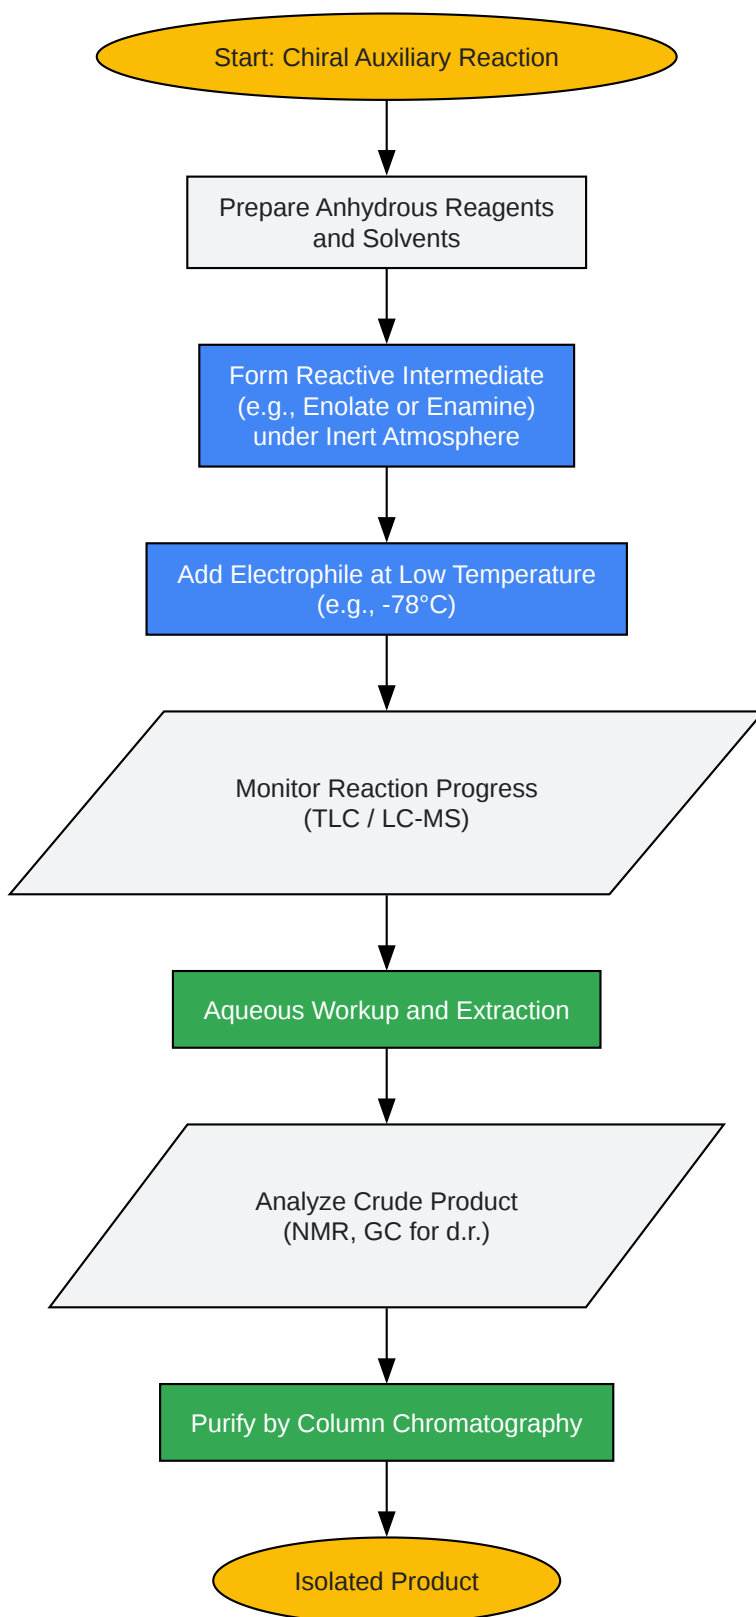 Start: Chiral Auxiliary Reaction
Prepare Anhydrous Reagents
and Solvents
Form Reactive Intermediate
(e.g., Enolate or Enamine)
under Inert Atmosphere
Add Electrophile at Low Temperature
(e.g., -78°C)
Monitor Reaction Progress
(TLC / LC-MS)
Aqueous Workup and Extraction
Analyze Crude Product
(NMR, GC for d.r.)
Purify by Column Chromatography
Isolated Product